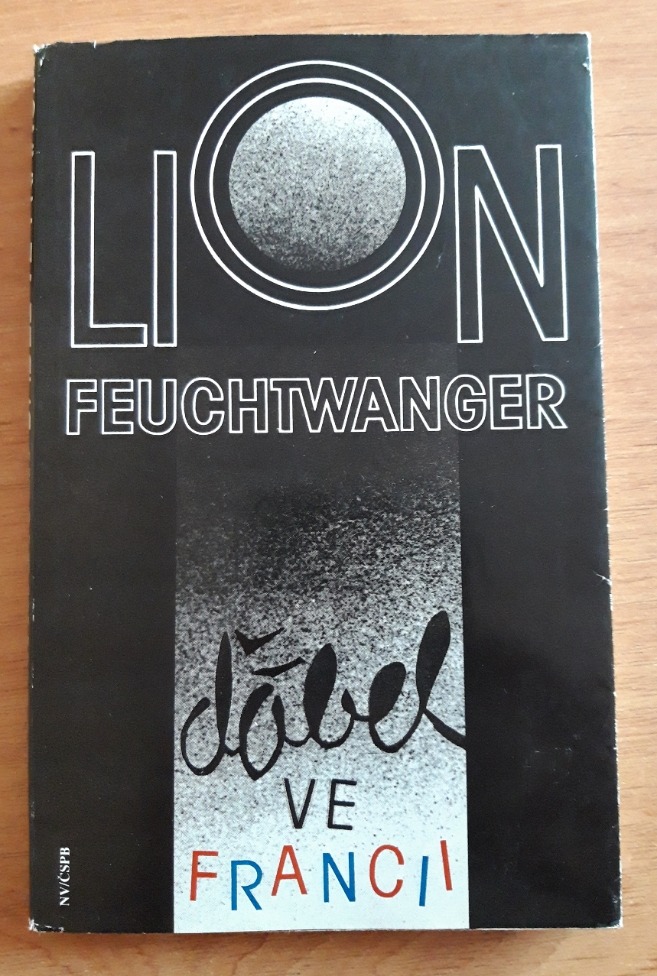 LION
FEUCHTWANGER
ďábel
VE
FRANCII
NV/ČSPB